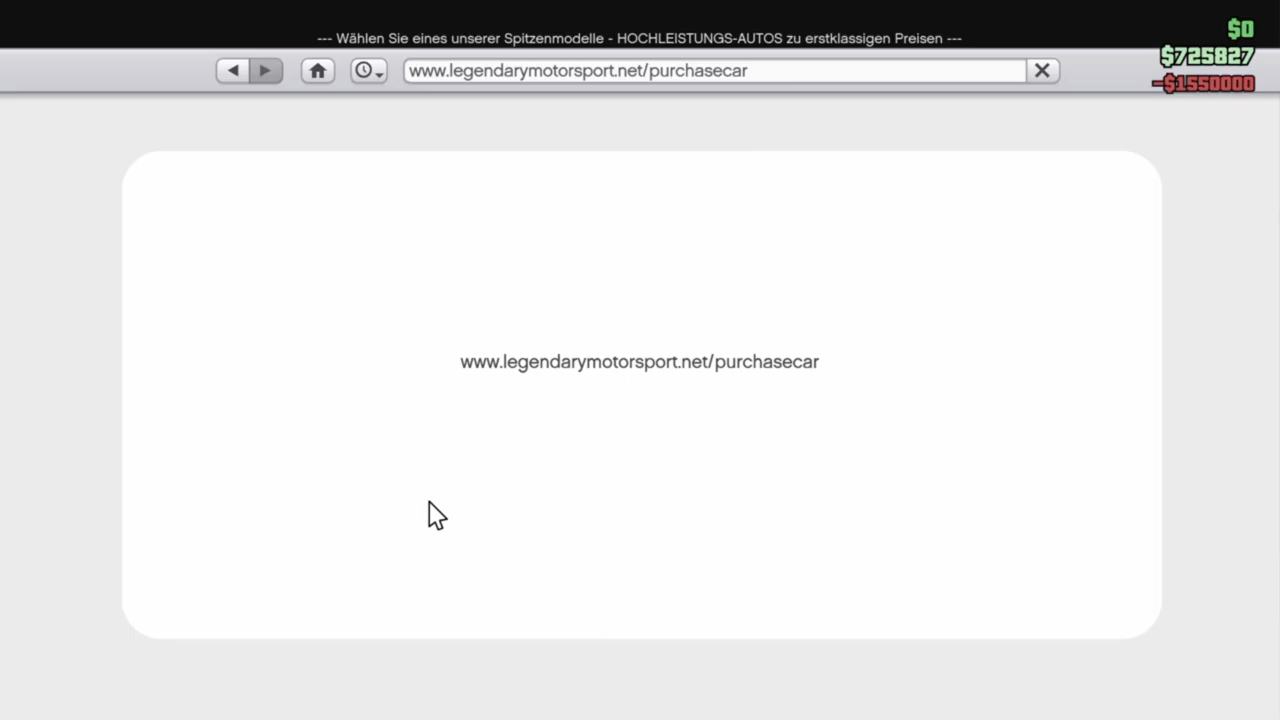 --- Wählen Sie eines unserer Spitzenmodelle - HOCHLEISTUNGS-AUTOS zu erstklassigen Preisen ---
$0
$725827
-$1550000
www.legendarymotorsport.net/purchasecar
www.legendarymotorsport.net/purchasecar